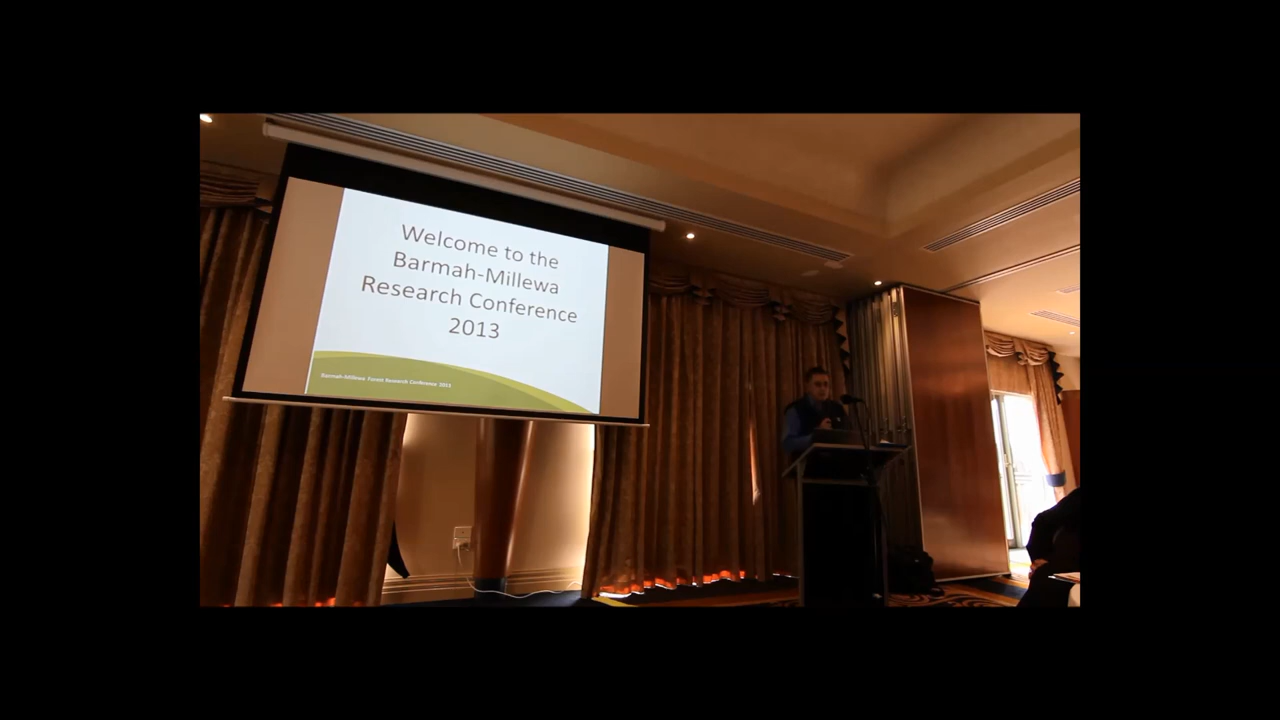 Welcome to the
Barmah-Millewa
Research Conference
2013
Barmah-Millewa Forest Research Conference 2013